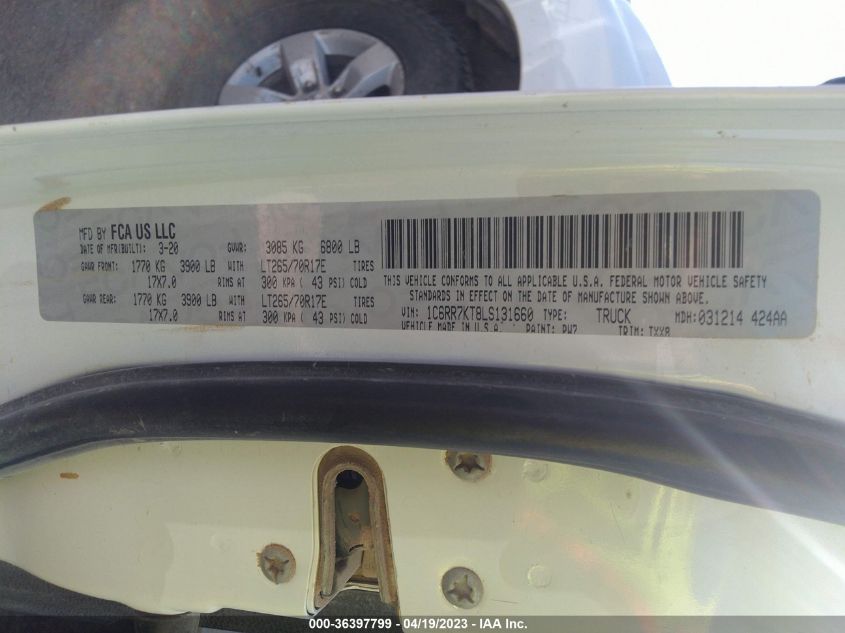 MFD BY FCA US LLC
DATE OF MFR(BUILT): 3-20 GVWR: 3085 KG 6800 LB
GAWR FRONT: 1770 KG 3900 LB WITH LT265/70R17E TIRES
17X7.0 RIMS AT 300 KPA ( 43 PSI) COLD
GAWR REAR: 1770 KG 3900 LB WITH LT265/70R17E TIRES
17X7.0 RIMS AT 300 KPA ( 43 PSI) COLD
THIS VEHICLE CONFORMS TO ALL APPLICABLE U.S.A. FEDERAL MOTOR VEHICLE SAFETY
STANDARDS IN EFFECT ON THE DATE OF MANUFACTURE SHOWN ABOVE.
VIN: 1C6RR7KT8LS131660 TYPE: TRUCK MDH: 031214 424AA
VEHICLE MADE IN PAINT: PW7 TRIM: TXX8
000-36397799 - 04/19/2023 - IAA Inc.